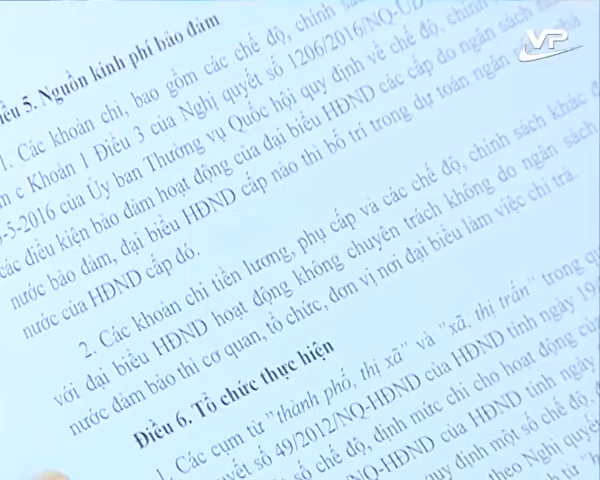 VP
5. Nguồn kinh phí bảo đảm
1. Các khoản chi, bao gồm các chế độ, chính
c Khoản 1 Điều 3 của Nghị quyết số 1206/2016/NQ-
-5-2016 của Ủy ban Thường vụ Quốc hội quy định về chế độ, chính
các điều kiện bảo đảm hoạt động của đại biểu HĐND các cấp do ngân sách
nước bảo đảm, đại biểu HĐND cấp nào thì bố trí trong dự toán ngân
nước của HĐND cấp đó.
2. Các khoản chi tiền lương, phụ cấp và các chế độ, chính sách khác
với đại biểu HĐND hoạt động không chuyên trách không do ngân sách
nước đảm bảo thì cơ quan, tổ chức, đơn vị nơi đại biểu làm việc chi trả.
Điều 6. Tổ chức thực hiện
1. Các cụm từ "thành phố, thị xã" và "xã, thị trấn" trong
số 49/2012/NQ-HĐND của HĐND tỉnh ngày
số chế độ, định mức chi cho hoạt động
NQ-HĐND của HĐND tỉnh ngày
quy định một số chế độ,
theo Nghị
từ